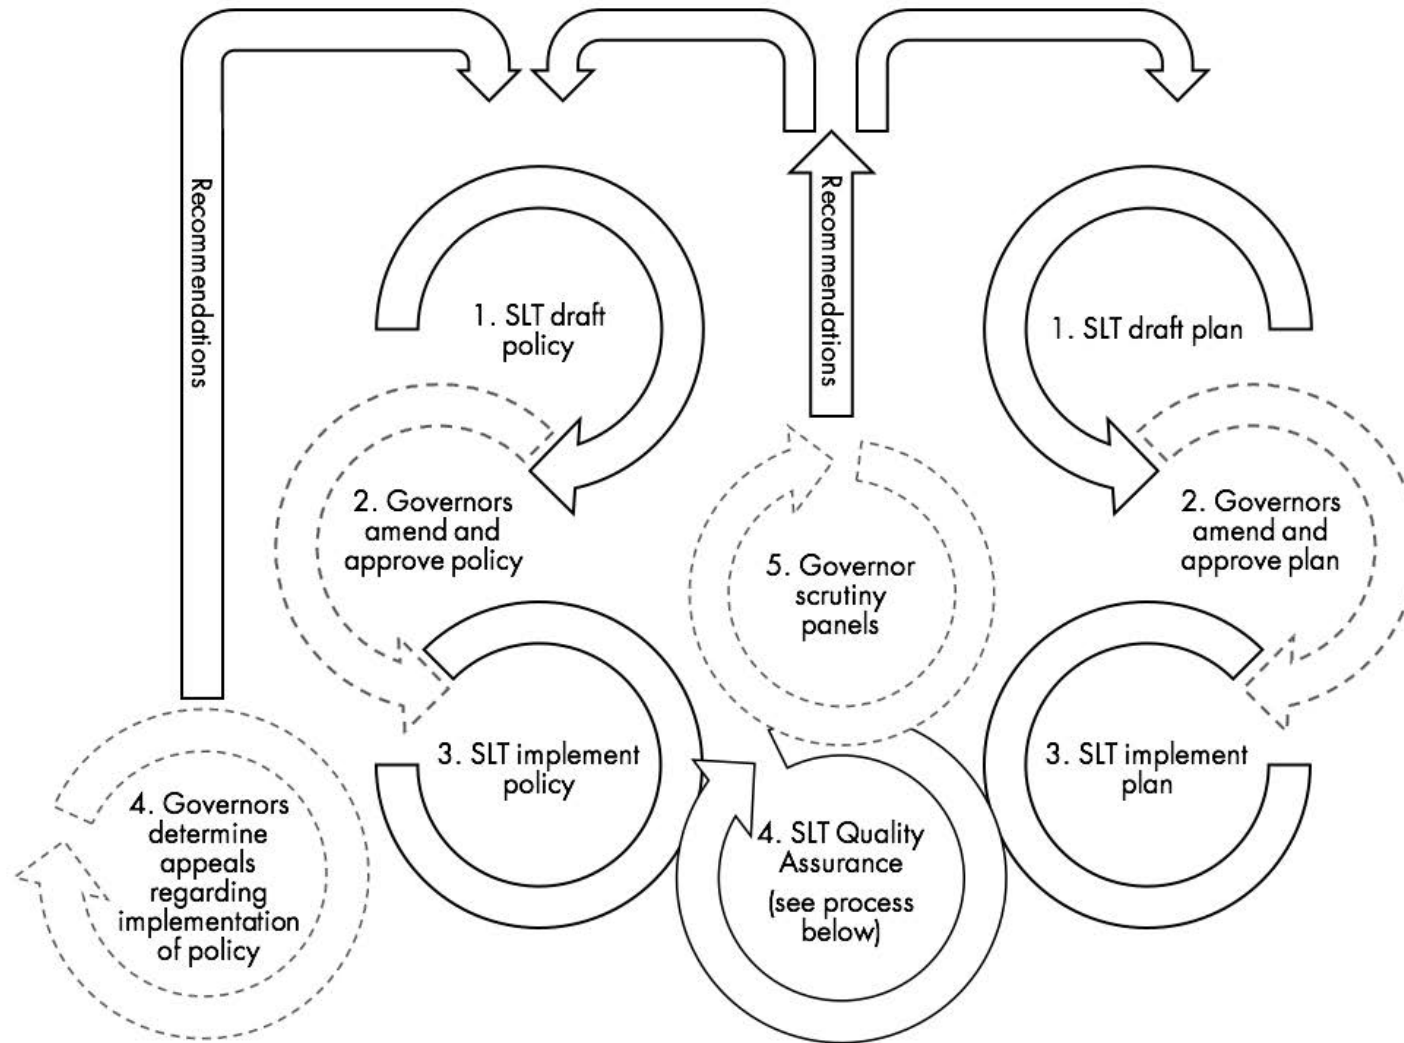 Recommendations
Recommendations
1. SLT draft
policy
1. SLT draft plan
2. Governors
amend and
approve policy
5. Governor
scrutiny
panels
2. Governors
amend and
approve plan
3. SLT implement
policy
3. SLT implement
plan
4. Governors
determine
appeals
regarding
implementation
of policy
4. SLT Quality
Assurance
(see process
below)